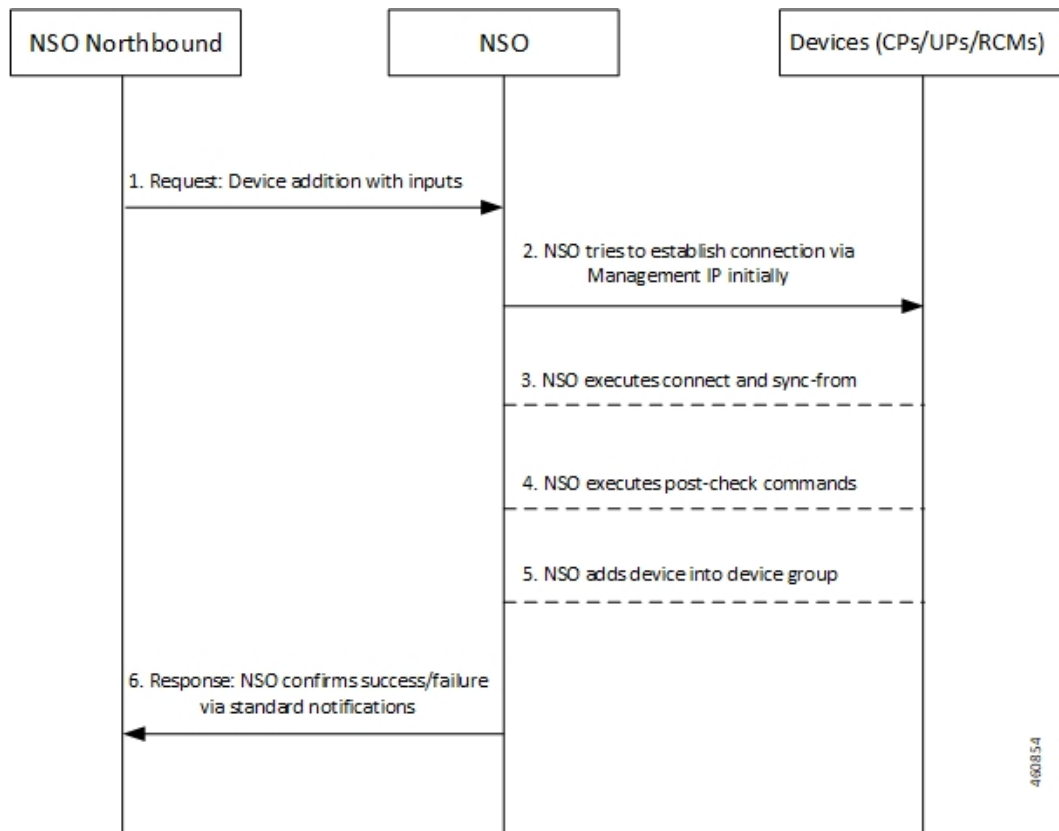 NSO Northbound
NSO
Devices (CPs/UPs/RCMs)
1. Request: Device addition with inputs
2. NSO tries to establish connection via
Management IP initially
3. NSO executes connect and sync-from
4. NSO executes post-check commands
5. NSO adds device into device group
6. Response: NSO confirms success/failure
via standard notifications
460854